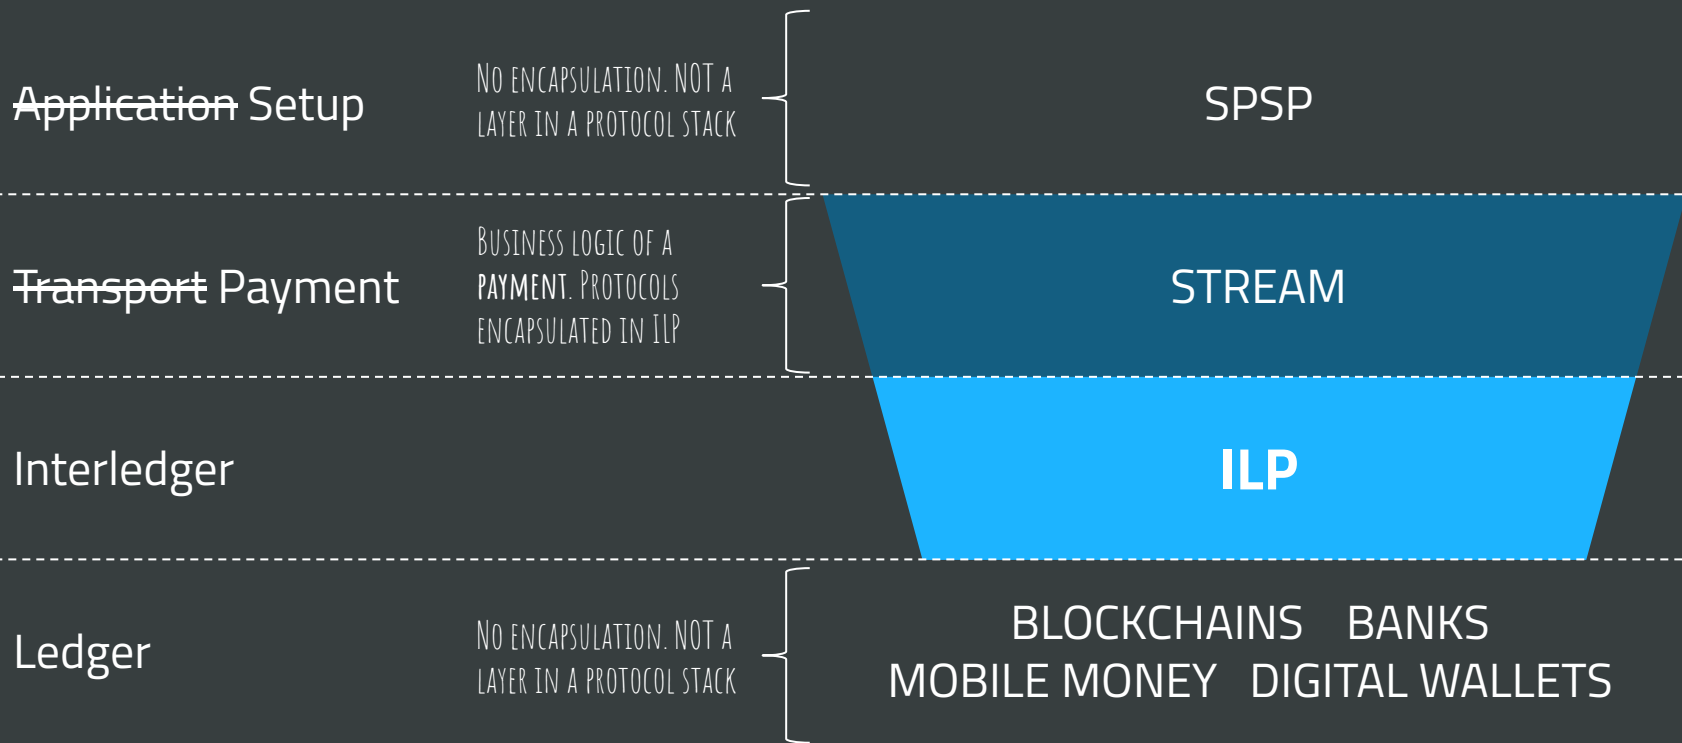 Application Setup
No encapsulation. NOT a
layer in a protocol stack
SPSP
Transport Payment
Business logic of a
payment. Protocols
encapsulated in ILP
STREAM
Interledger
ILP
Ledger
No encapsulation. NOT a
layer in a protocol stack
BLOCKCHAINS BANKS
MOBILE MONEY DIGITAL WALLETS